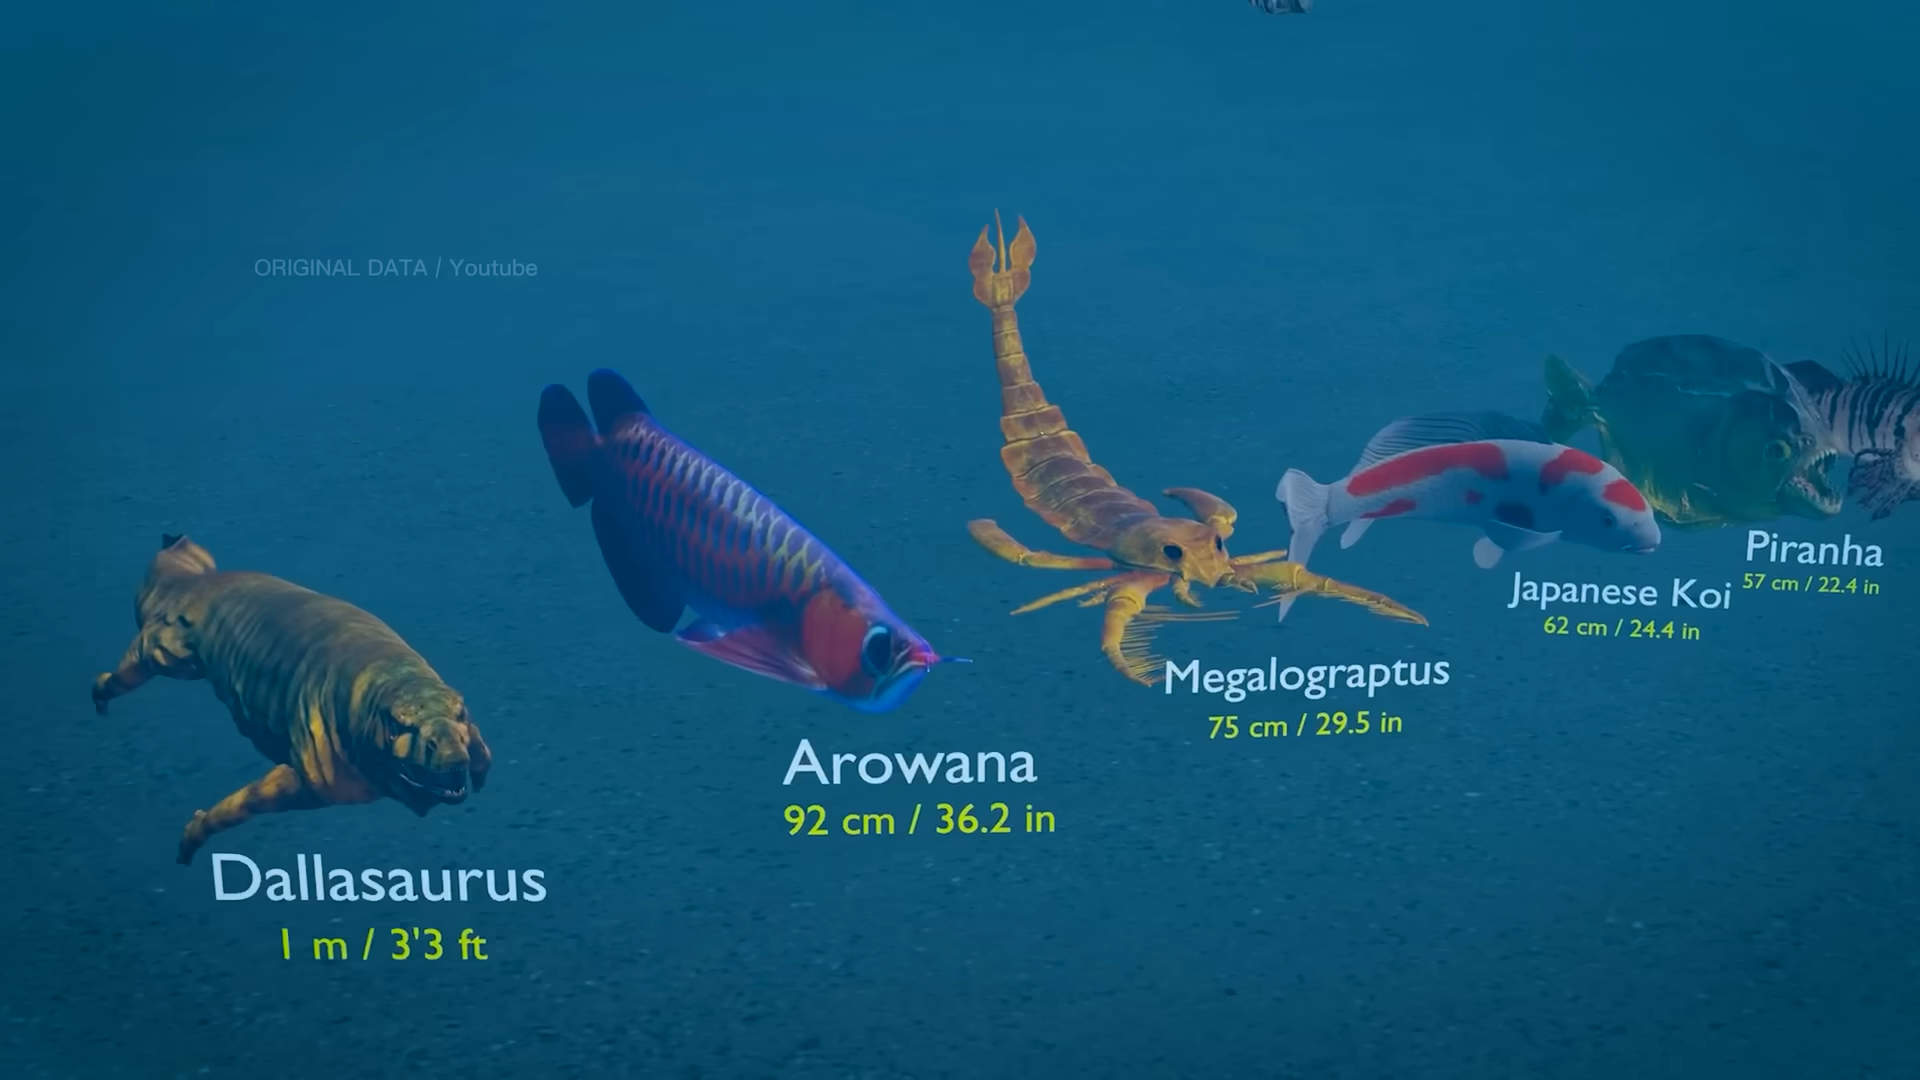 ORIGINAL DATA / Youtube
Dallasaurus
1 m / 3'3 ft
Arowana
92 cm / 36.2 in
Megalograptus
75 cm / 29.5 in
Japanese Koi
62 cm / 24.4 in
Piranha
57 cm / 22.4 in